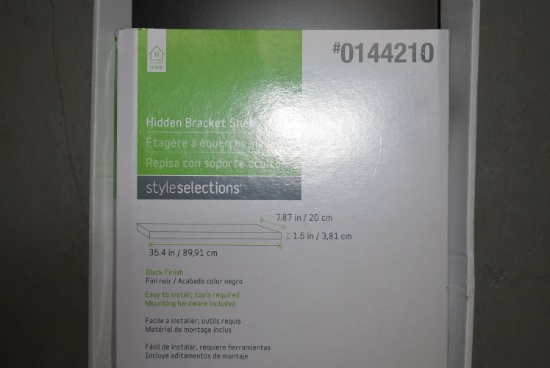 #0144210
Hidden Bracket Shelf
Étagère à équerres
Repisa con soporte oculto
styleselections®
7.87 in / 20 cm
1.5 in / 3,81 cm
35.4 in / 89,91 cm
Black Finish
Fini noir / Acabado color negro
Easy to install; tools required
Mounting hardware included
Facile à installer; outils requis
Matériel de montage inclus
Fácil de instalar, requiere herramientas
Incluye aditamentos de montaje